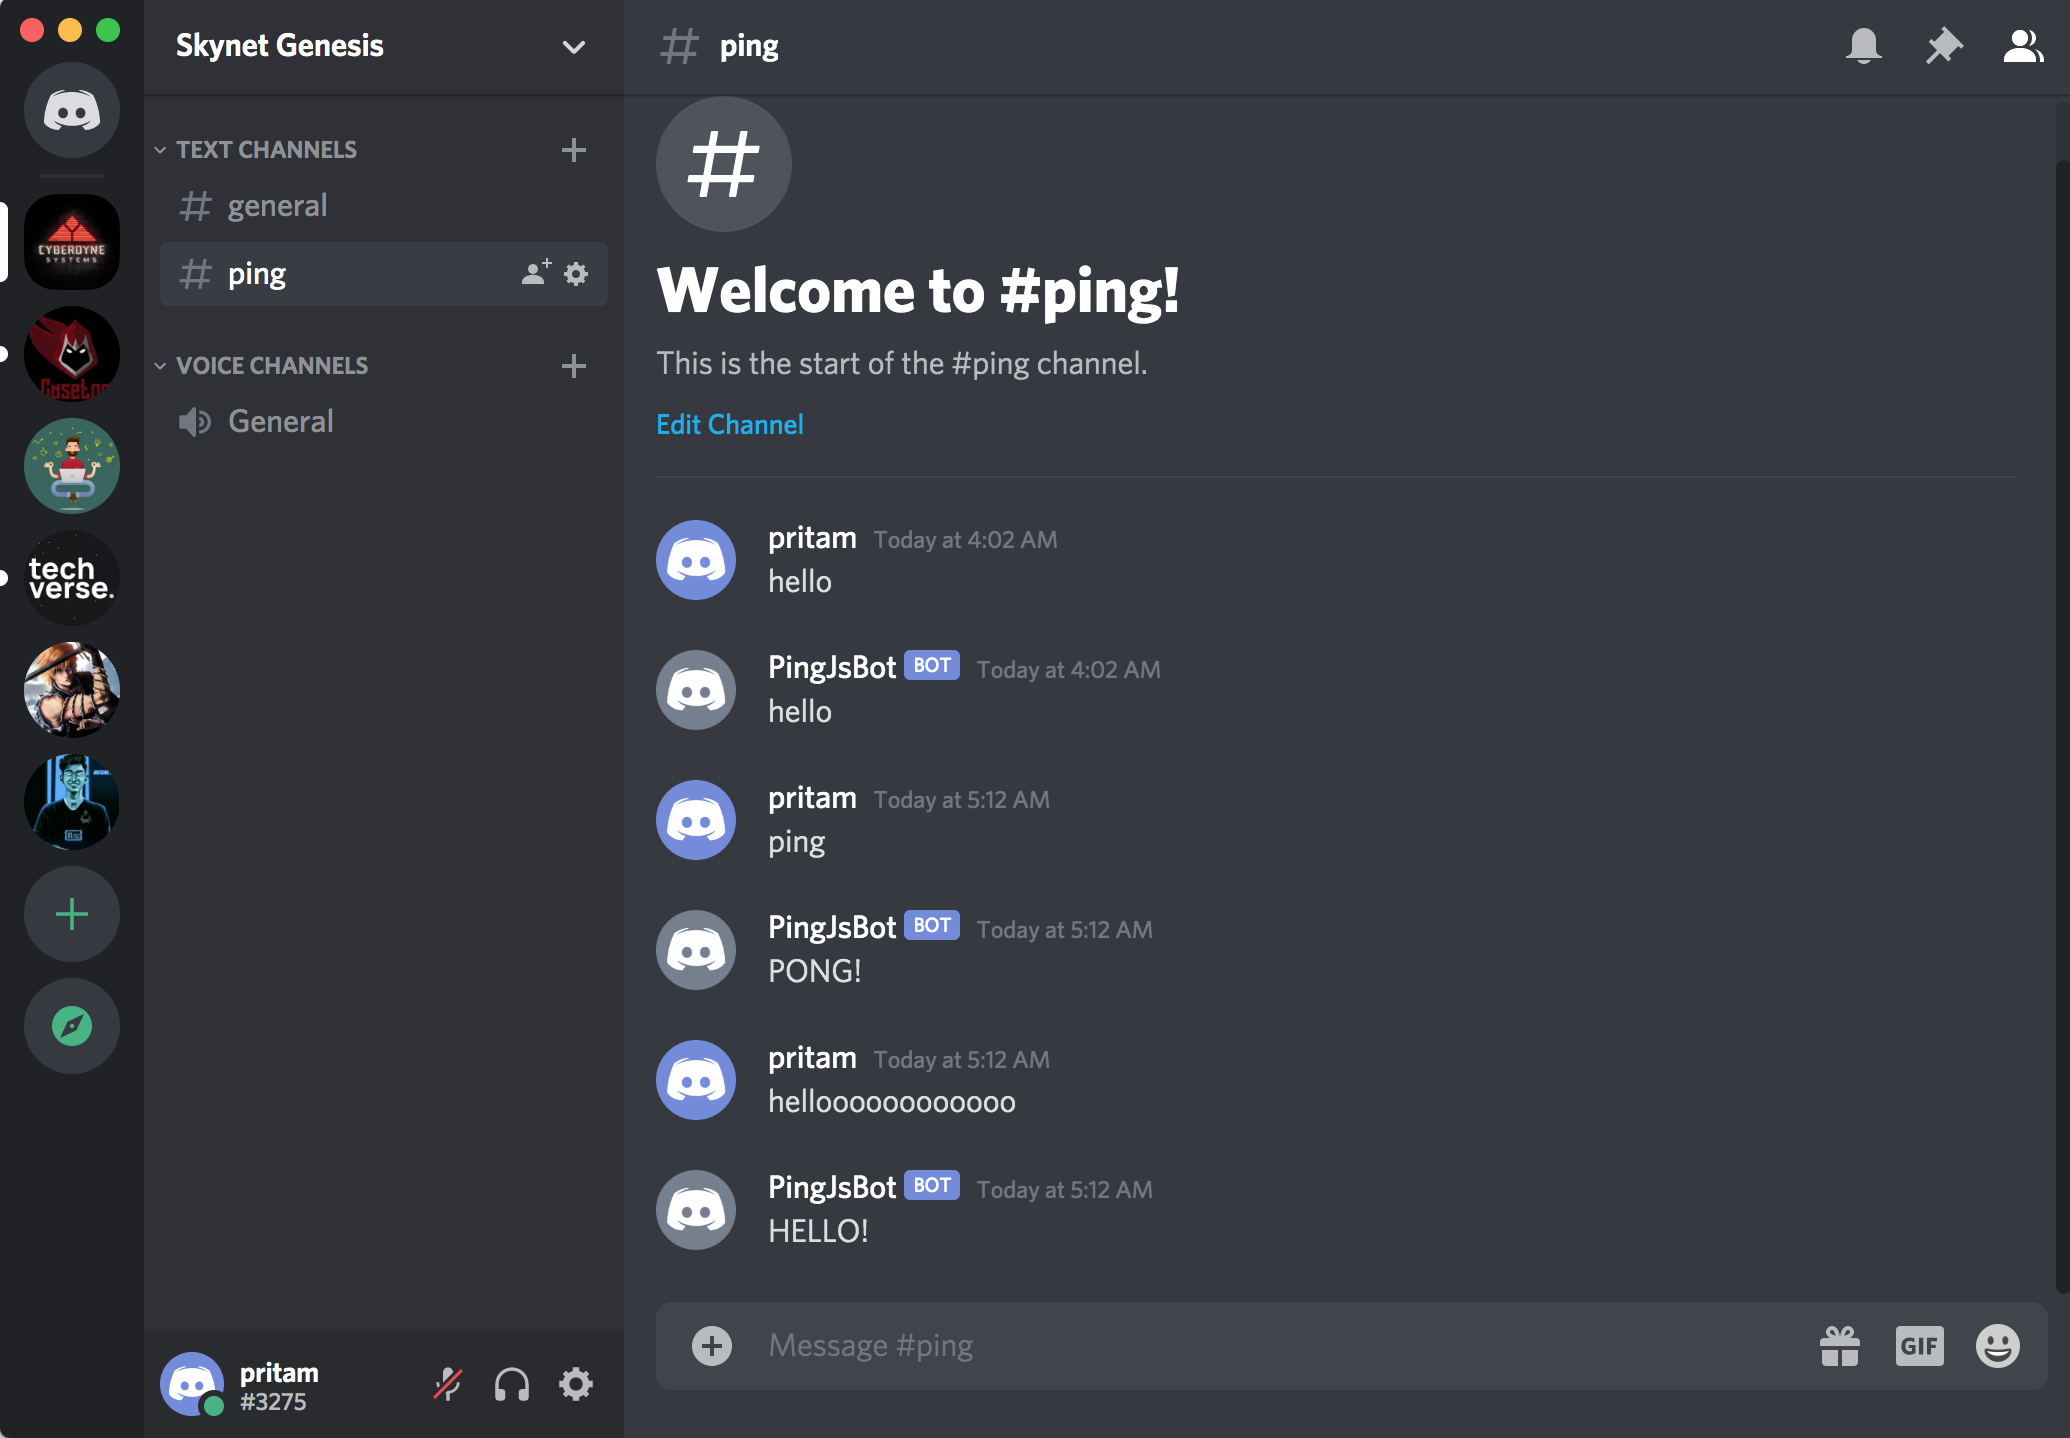 Skynet Genesis
TEXT CHANNELS
# general
# ping
VOICE CHANNELS
General
CYBERDYNE
SYSTEMS
tech
verse.
pritam
#3275
# ping
#
Welcome to #ping!
This is the start of the #ping channel.
Edit Channel
pritam Today at 4:02 AM
hello
PingJsBot BOT Today at 4:02 AM
hello
pritam Today at 5:12 AM
ping
PingJsBot BOT Today at 5:12 AM
PONG!
pritam Today at 5:12 AM
helloooooooooooo
PingJsBot BOT Today at 5:12 AM
HELLO!
Message #ping
GIF